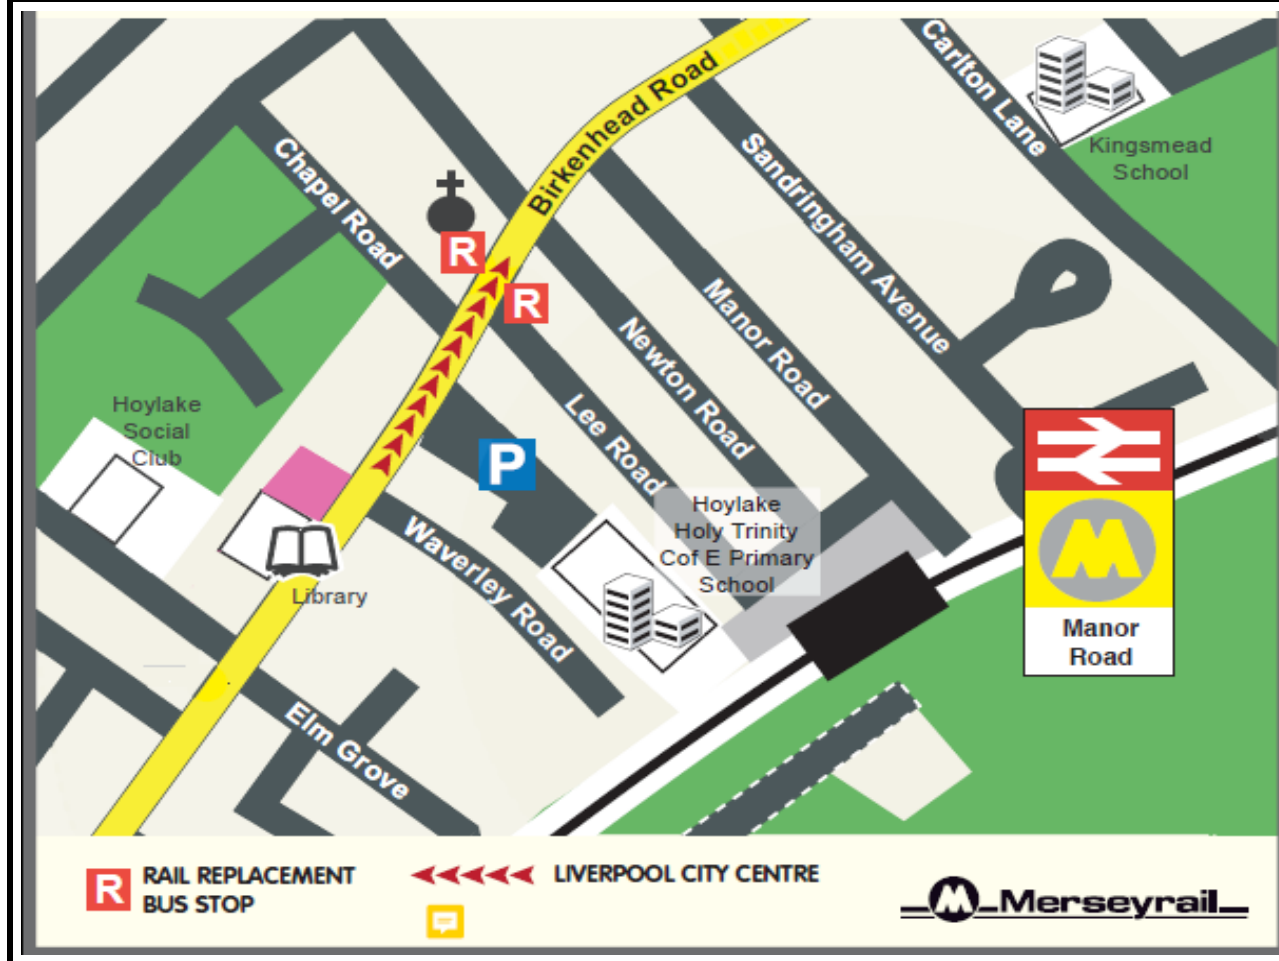 Carlton Lane
Birkenhead Road
Kingsmead
School
Chapel Road
Sandringham Avenue
R
R
Manor Road
Newton Road
Hoylake
Social
Club
Lee Road
P
Hoylake
Holy Trinity
Cof E Primary
School
Waverley Road
Library
M
Manor
Road
Elm Grove
R
RAIL REPLACEMENT
BUS STOP
LIVERPOOL CITY CENTRE
M Merseyrail